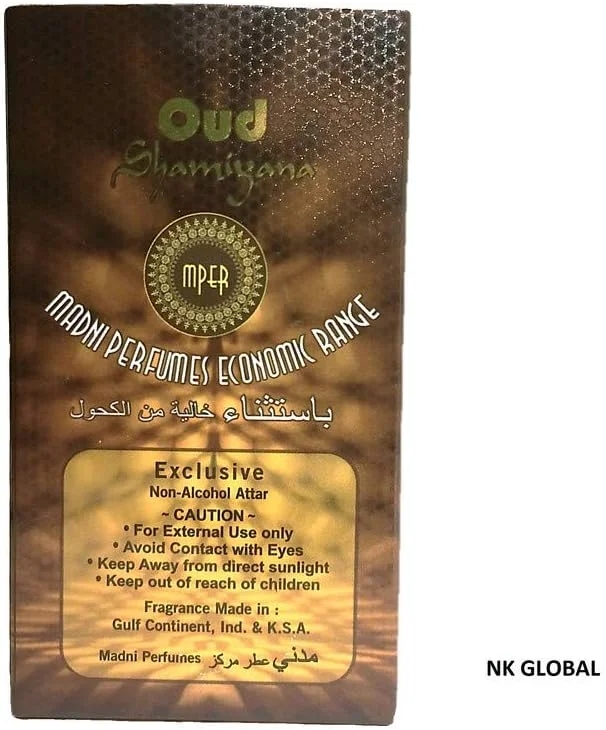 Oud
Shamiyana
MPER
MADNI PERFUMES ECONOMIC RANGE
باستثناء خالية من الكحول
Exclusive
Non-Alcohol Attar
~ CAUTION ~
* For External Use only
* Avoid Contact with Eyes
* Keep Away from direct sunlight
* Keep out of reach of children
Fragrance Made in :
Gulf Continent, Ind. & K.S.A.
Madni Perfumes مدني عطر مركز
NK GLOBAL